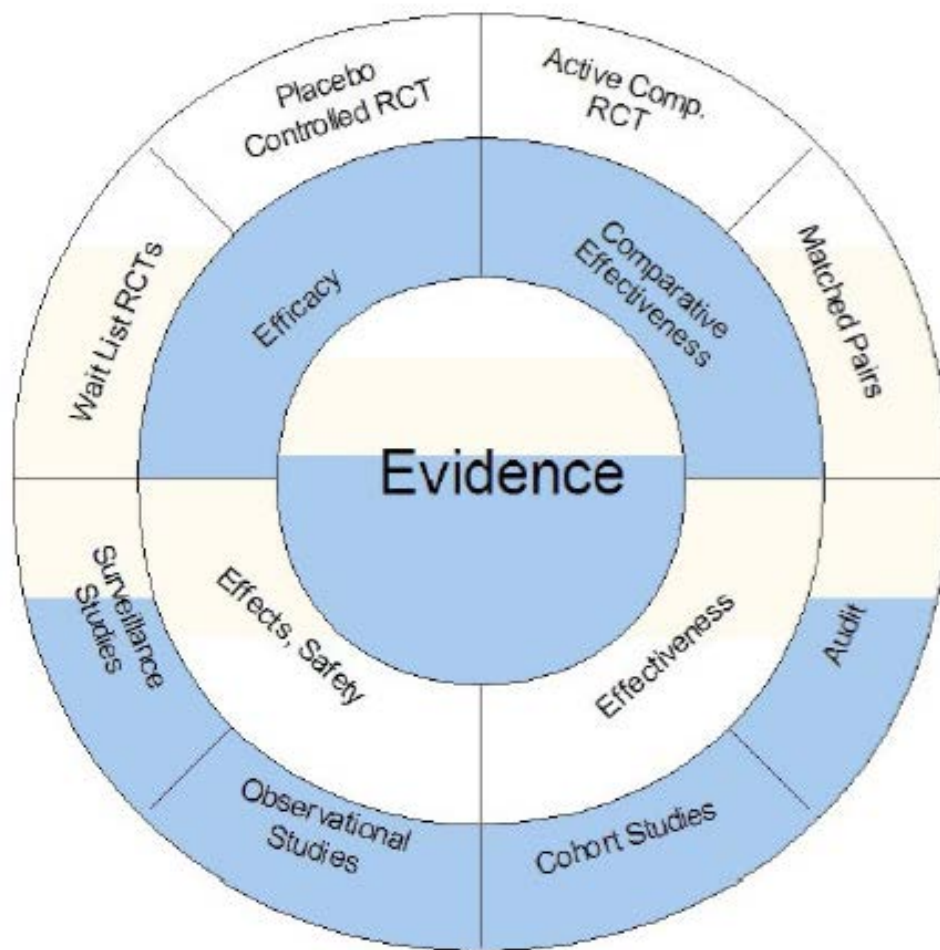 Placebo
Controlled RCT
Active Comp.
RCT
Wait List RCTs
Efficacy
Comparative
Effectiveness
Matched Pairs
Evidence
Surveillance
Studies
Effects, Safety
Effectiveness
Audit
Observational
Studies
Cohort Studies